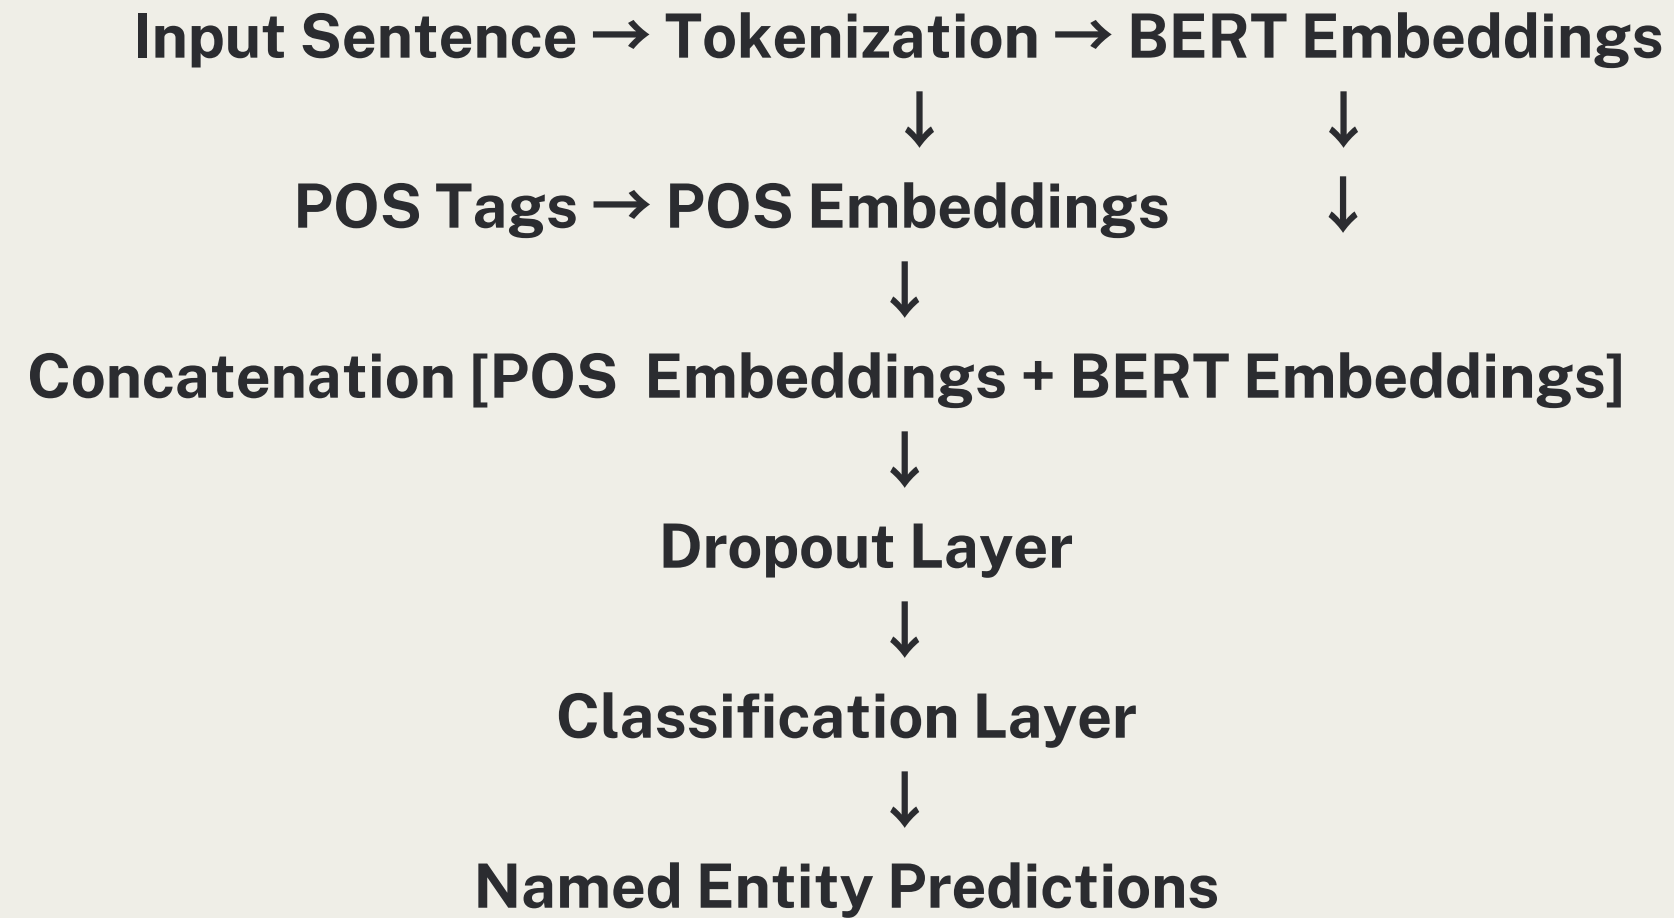 Input Sentence → Tokenization → BERT Embeddings
↓ ↓
POS Tags → POS Embeddings ↓
↓
Concatenation [POS  Embeddings + BERT Embeddings]
↓
Dropout Layer
↓
Classification Layer
↓
Named Entity Predictions